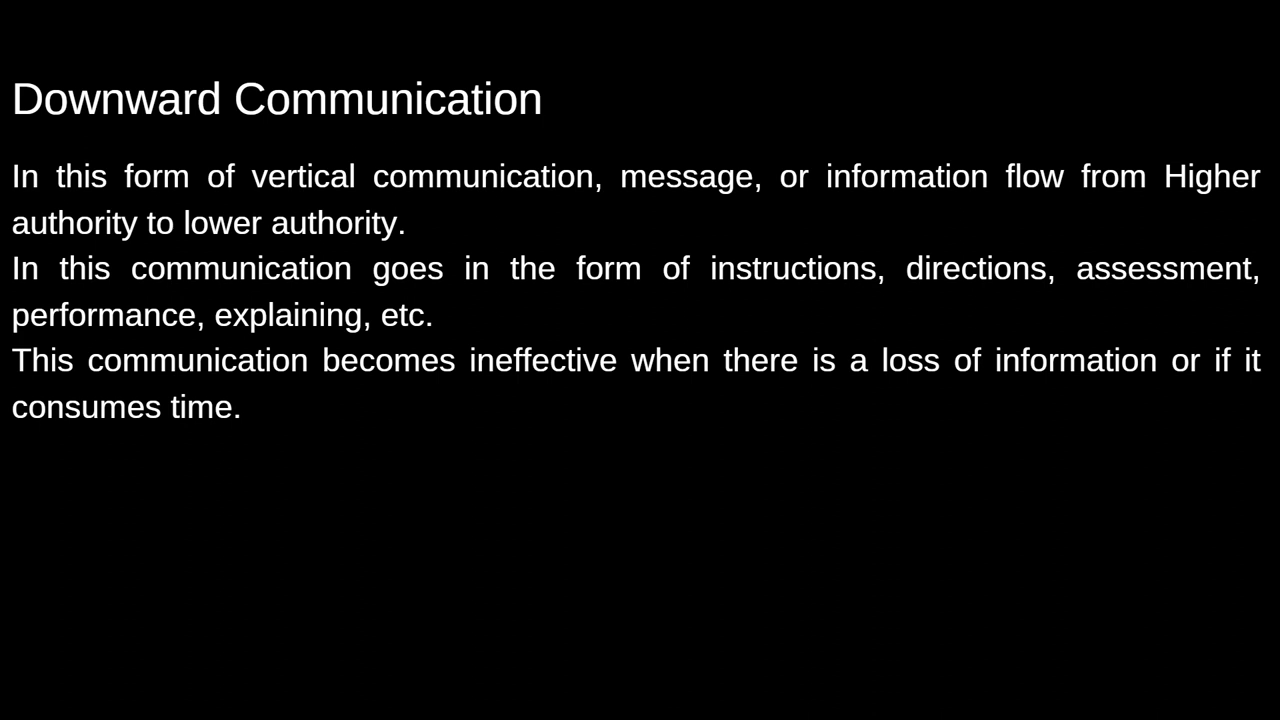 Downward Communication
In this form of vertical communication, message, or information flow from Higher
authority to lower authority.
In this communication goes in the form of instructions, directions, assessment,
performance, explaining, etc.
This communication becomes ineffective when there is a loss of information or if it
consumes time.